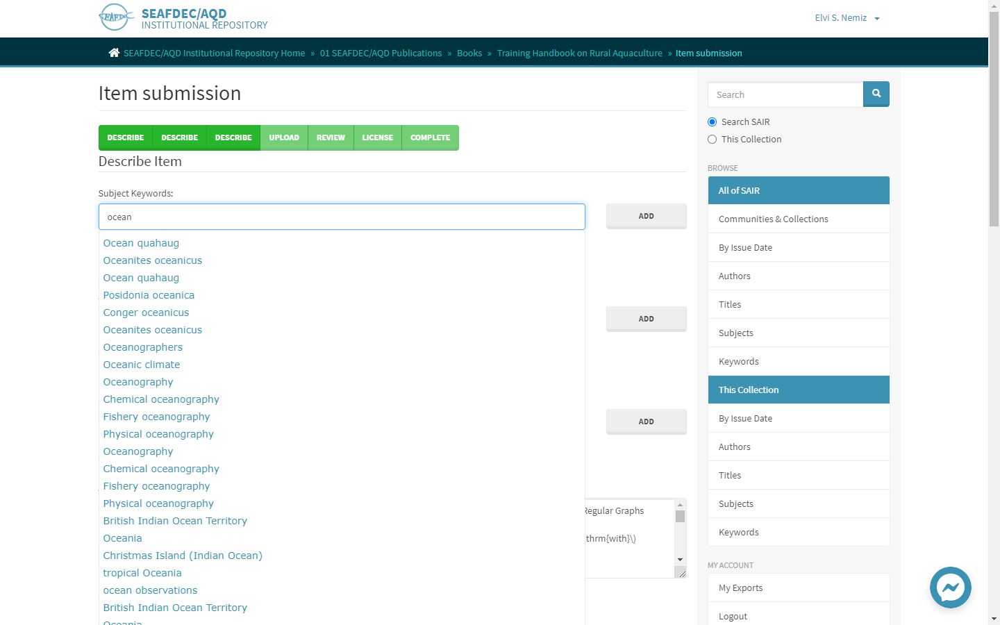 SEAFDEC
SEAFDEC/AQD
INSTITUTIONAL REPOSITORY
Elvi S. Nemiz
SEAFDEC/AQD Institutional Repository Home » 01 SEAFDEC/AQD Publications » Books » Training Handbook on Rural Aquaculture » Item submission
Item submission
DESCRIBE DESCRIBE DESCRIBE UPLOAD REVIEW LICENSE COMPLETE
Describe Item
Subject Keywords:
ocean
ADD
Ocean quahaug
Oceanites oceanicus
Ocean quahaug
Posidonia oceanica
Conger oceanicus
Oceanites oceanicus
Oceanographers
Oceanic climate
Oceanography
Chemical oceanography
Fishery oceanography
Physical oceanography
Oceanography
Chemical oceanography
Fishery oceanography
Physical oceanography
British Indian Ocean Territory
Oceania
Christmas Island (Indian Ocean)
tropical Oceania
ocean observations
British Indian Ocean Territory
Oceania
ADD
ADD
Regular Graphs
thrm{with}\)
Search
Search SAIR
This Collection
BROWSE
All of SAIR
Communities & Collections
By Issue Date
Authors
Titles
Subjects
Keywords
This Collection
By Issue Date
Authors
Titles
Subjects
Keywords
MY ACCOUNT
My Exports
Logout